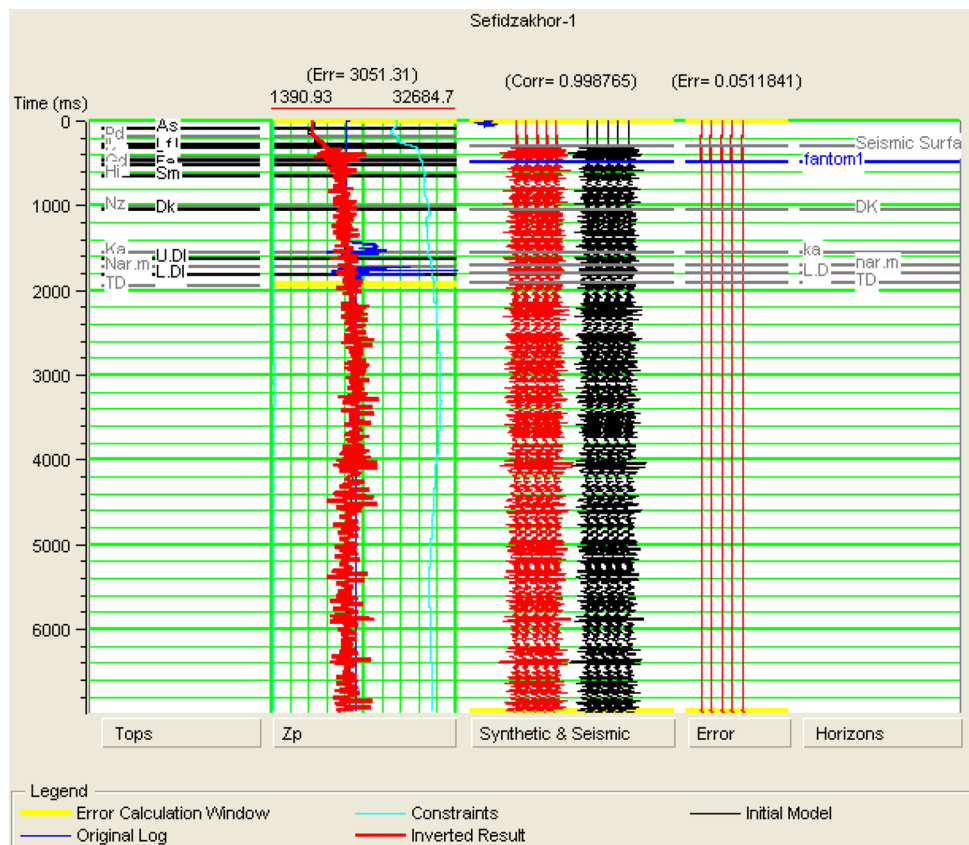 Sefidzakhor-1
(Err= 3051.31) (Corr= 0.998765) (Err= 0.0511841)
1390.93 32684.7
Time (ms)
0
As
Pd
Seismic Surfa
fantom1
Hi
Sm
1000
Nz
Dk
DK
Ka
ka
U.DI
Nar.m
nar.m
L.DI
L.D
TD
TD
2000
3000
4000
5000
6000
Tops Zp Synthetic & Seismic Error Horizons
Legend
Error Calculation Window Constraints Initial Model
Original Log Inverted Result